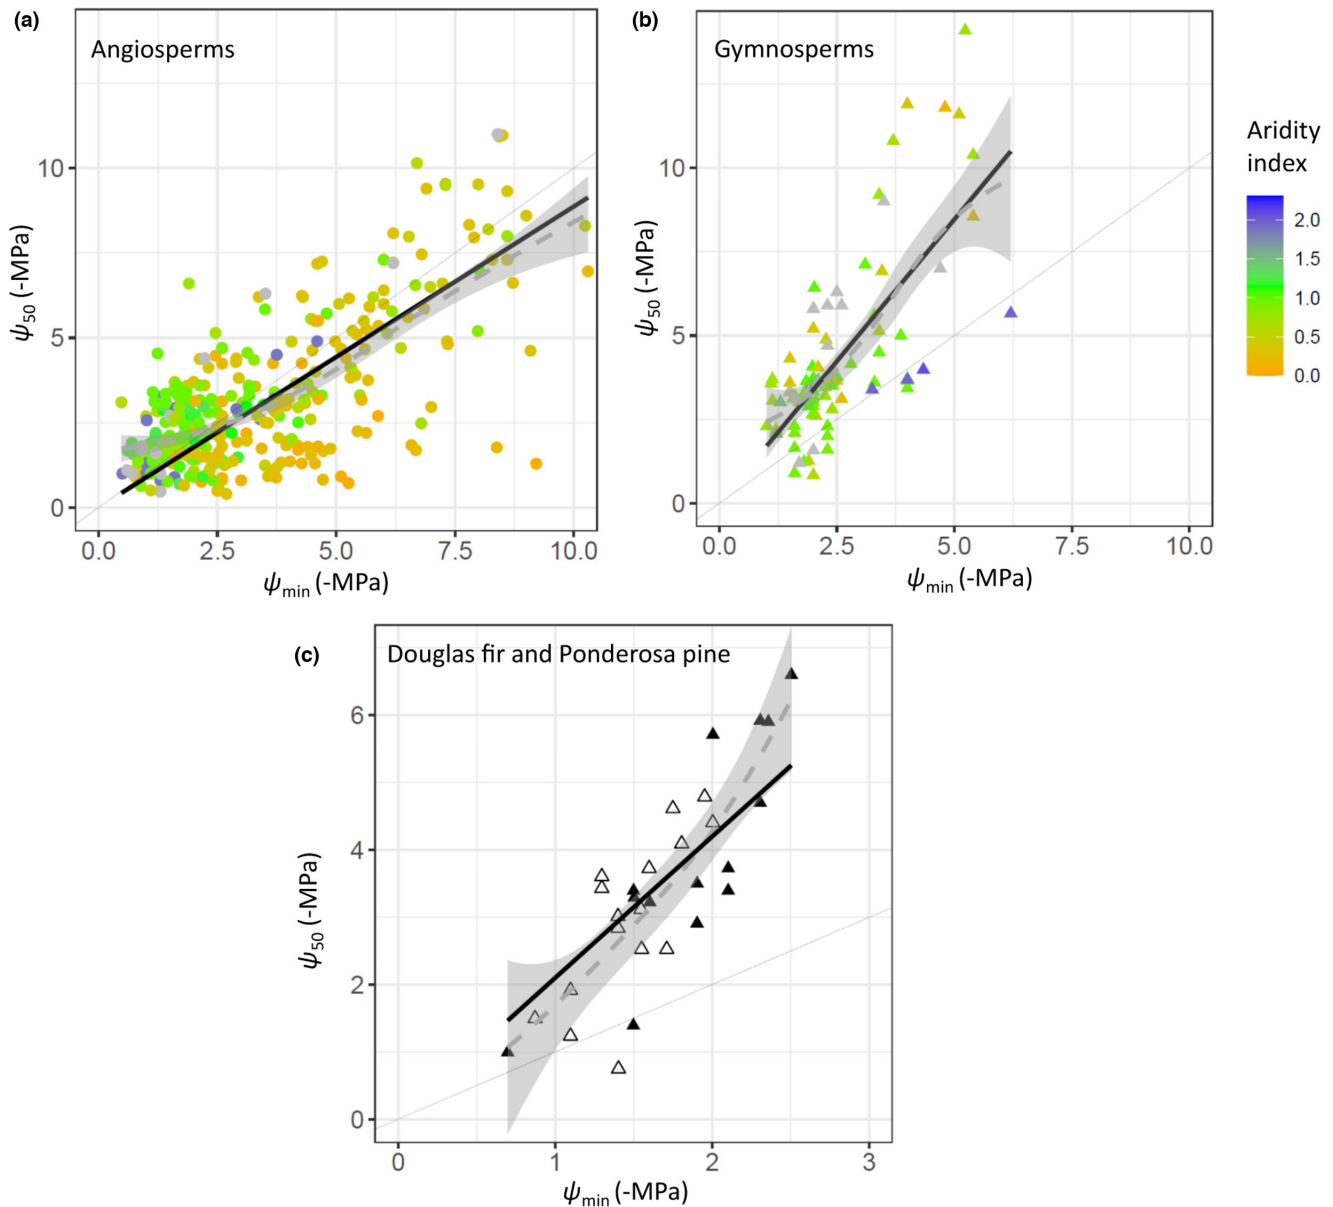 (a)
Angiosperms
10
5
0
ψ50 (-MPa)
0.0 2.5 5.0 7.5 10.0
ψmin (-MPa)
(b)
Gymnosperms
10
5
0
ψ50 (-MPa)
0.0 2.5 5.0 7.5 10.0
ψmin (-MPa)
Aridity
index
2.0
1.5
1.0
0.5
0.0
(c)
Douglas fir and Ponderosa pine
6
4
2
0
ψ50 (-MPa)
0 1 2 3
ψmin (-MPa)